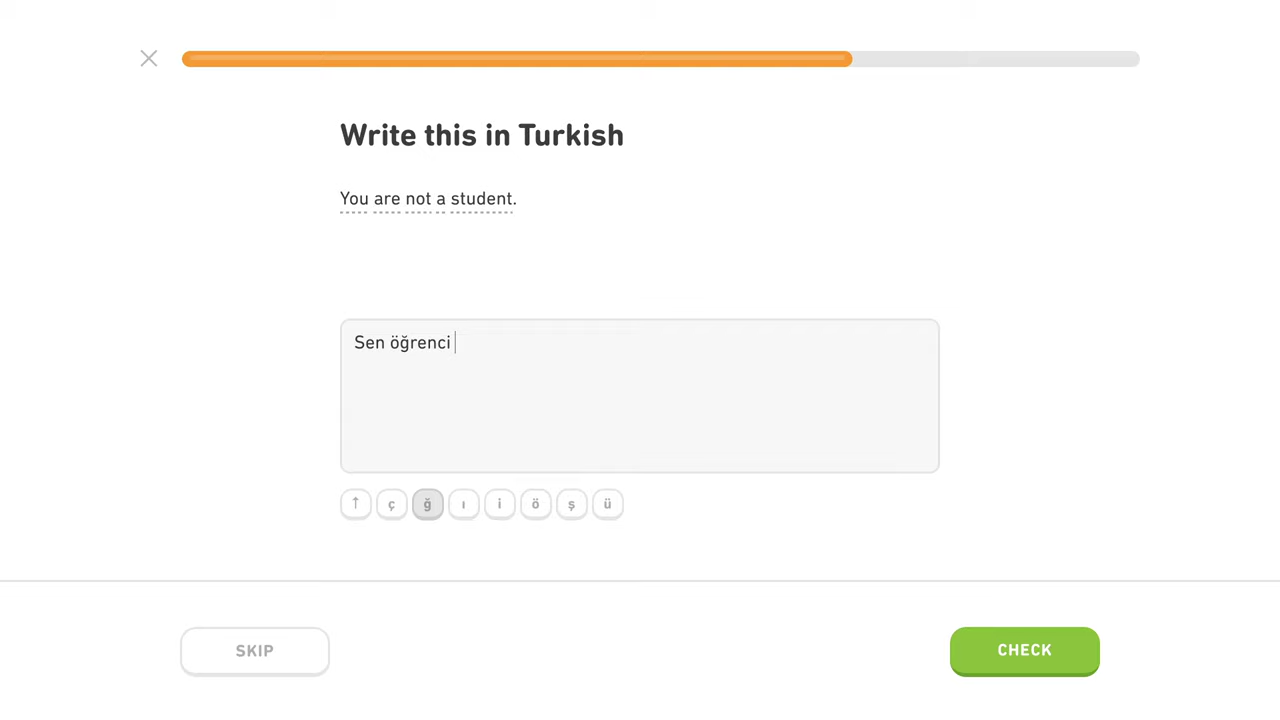 Write this in Turkish
You are not a student.
Sen öğrenci
↑ ç ğ ı i ö ş ü
SKIP
CHECK